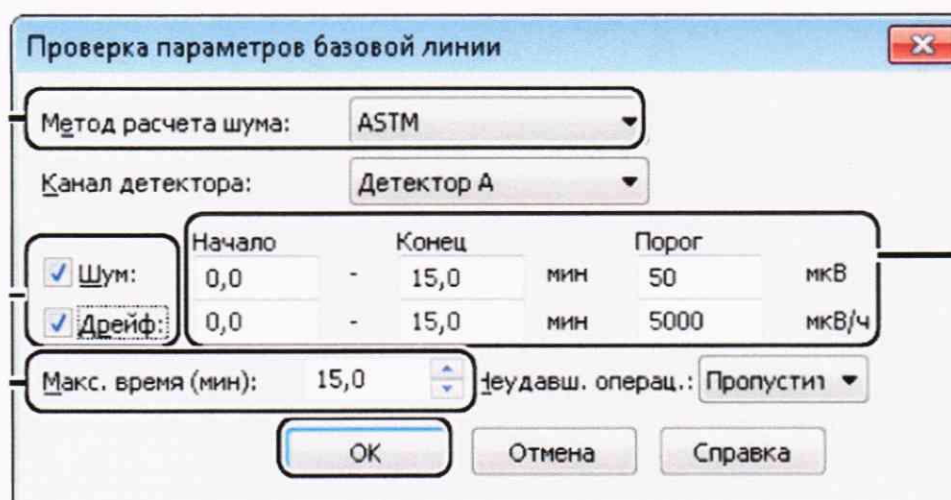 Проверка параметров базовой линии
Метод расчета шума: ASTM
Канал детектора: Детектор А
Начало Конец Порог
Шум: 0,0 - 15,0 мин 50 мкВ
Дрейф: 0,0 - 15,0 мин 5000 мкВ/ч
Макс. время (мин): 15,0 Неудавш. операц.: Пропустит
ОК Отмена Справка